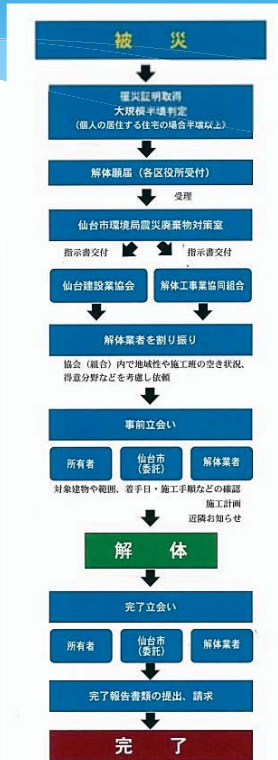 被 災
罹災証明取得
大規模半壊判定
(個人の居住する住宅の場合半壊以上)
解体願届(各区役所受付)
受理
仙台市環境局震災廃棄物対策室
指示書交付 指示書交付
仙台建設業協会 解体工事業協同組合
解体業者を割り振り
協会(組合)内で地域性や施工班の空き状況、
得意分野などを考慮し依頼
事前立会い
所有者 仙台市(委託) 解体業者
対象建物や範囲、着手日・施工手順などの確認
施工計画
近隣お知らせ
解 体
完了立会い
所有者 仙台市(委託) 解体業者
完了報告書類の提出、請求
完 了